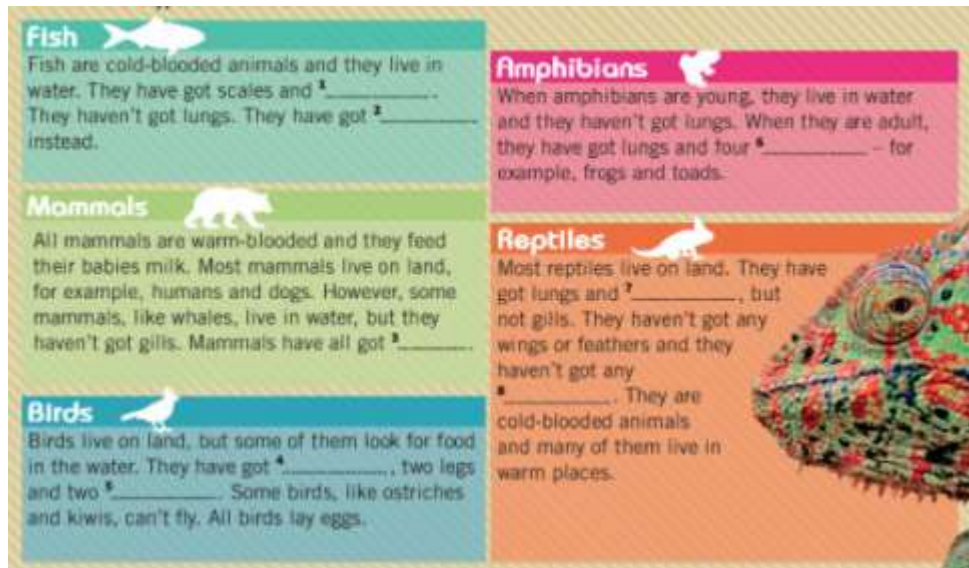 Fish
Fish are cold-blooded animals and they live in
water. They have got scales and 1__________.
They haven't got lungs. They have got 2__________
instead.
Mammals
All mammals are warm-blooded and they feed
their babies milk. Most mammals live on land,
for example, humans and dogs. However, some
mammals, like whales, live in water, but they
haven't got gills. Mammals have all got 3________.
Birds
Birds live on land, but some of them look for food
in the water. They have got 4__________, two legs
and two 5__________. Some birds, like ostriches
and kiwis, can't fly. All birds lay eggs.
Amphibians
When amphibians are young, they live in water
and they haven't got lungs. When they are adult,
they have got lungs and four 6__________ – for
example, frogs and toads.
Reptiles
Most reptiles live on land. They have
got lungs and 7__________, but
not gills. They haven't got any
wings or feathers and they
haven't got any
8__________. They are
cold-blooded animals
and many of them live in
warm places.